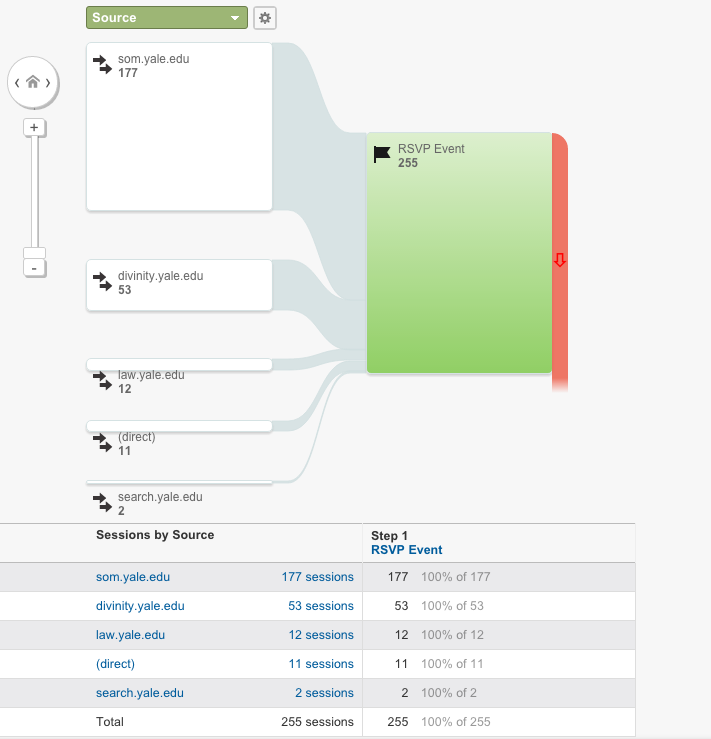 Source
som.yale.edu
177
RSVP Event
255
divinity.yale.edu
53
law.yale.edu
12
(direct)
11
search.yale.edu
2
+
-
Sessions by Source Step 1
RSVP Event
som.yale.edu 177 sessions 177 100% of 177
divinity.yale.edu 53 sessions 53 100% of 53
law.yale.edu 12 sessions 12 100% of 12
(direct) 11 sessions 11 100% of 11
search.yale.edu 2 sessions 2 100% of 2
Total 255 sessions 255 100% of 255